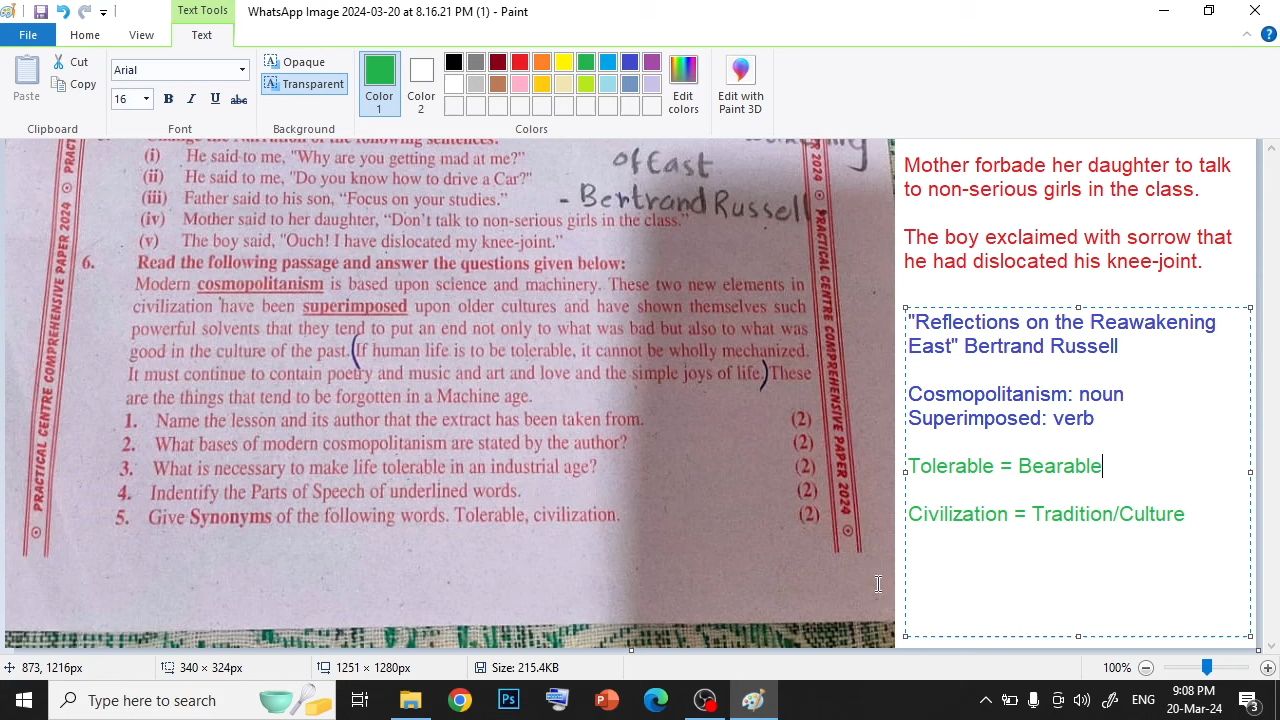 WhatsApp Image 2024-03-20 at 8.16.21 PM (1) - Paint
Text Tools
File
Home
View
Text
Paste
Cut
Copy
Clipboard
Arial
16
B I U abc
Font
Opaque
Transparent
Background
Color 1
Color 2
Edit colors
Edit with Paint 3D
Colors
Change the Narration of the following sentences.
(i) He said to me, "Why are you getting mad at me?"
(ii) He said to me, "Do you know how to drive a Car?"
(iii) Father said to his son, "Focus on your studies."
(iv) Mother said to her daughter, "Don't talk to non-serious girls in the class."
(v) The boy said, "Ouch! I have dislocated my knee-joint."
of East
- Bertrand Russell
6. Read the following passage and answer the questions given below:
Modern cosmopolitanism is based upon science and machinery. These two new elements in
civilization have been superimposed upon older cultures and have shown themselves such
powerful solvents that they tend to put an end not only to what was bad but also to what was
good in the culture of the past. (If human life is to be tolerable, it cannot be wholly mechanized.
It must continue to contain poetry and music and art and love and the simple joys of life.) These
are the things that tend to be forgotten in a Machine age.
1. Name the lesson and its author that the extract has been taken from. (2)
2. What bases of modern cosmopolitanism are stated by the author? (2)
3. What is necessary to make life tolerable in an industrial age? (2)
4. Indentify the Parts of Speech of underlined words. (2)
5. Give Synonyms of the following words. Tolerable, civilization. (2)
PRACTICAL CENTRE COMPREHENSIVE PAPER 2024
PRACTICAL CENTRE COMPREHENSIVE PAPER 2024
Mother forbade her daughter to talk
to non-serious girls in the class.
The boy exclaimed with sorrow that
he had dislocated his knee-joint.
"Reflections on the Reawakening
East" Bertrand Russell
Cosmopolitanism: noun
Superimposed: verb
Tolerable = Bearable
Civilization = Tradition/Culture
873, 1216px
340 × 324px
1251 × 1280px
Size: 215.4KB
100%
Type here to search
Ps
ENG
9:08 PM
20-Mar-24
3